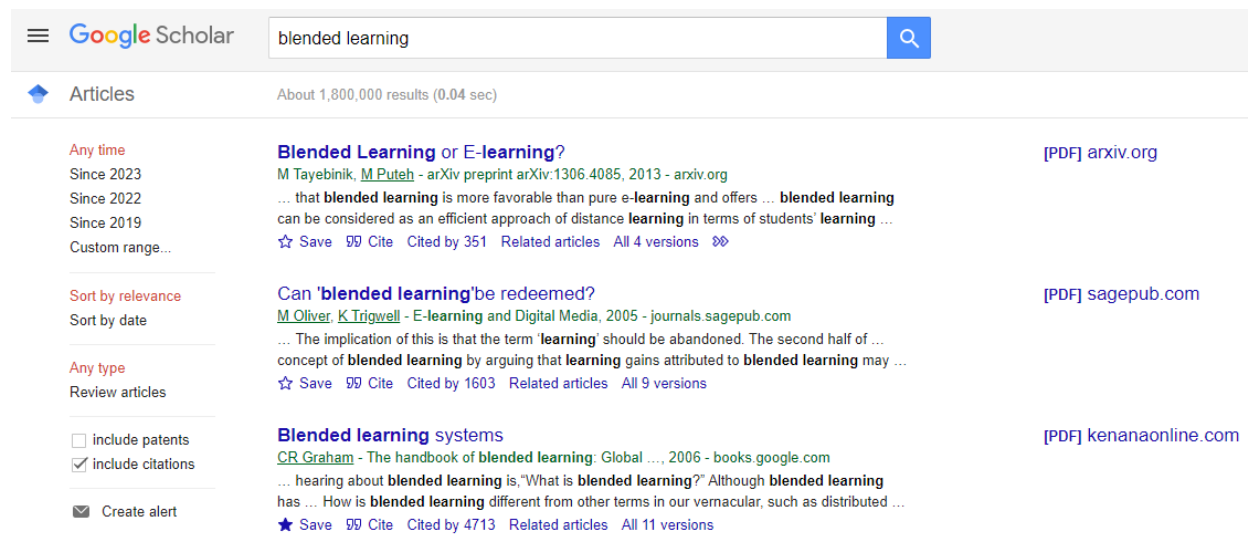 Google Scholar
blended learning
Articles
About 1,800,000 results (0.04 sec)
Any time
Since 2023
Since 2022
Since 2019
Custom range...
Sort by relevance
Sort by date
Any type
Review articles
include patents
include citations
Create alert
Blended Learning or E-learning?
M Tayebinik, M Puteh - arXiv preprint arXiv:1306.4085, 2013 - arxiv.org
… that blended learning is more favorable than pure e-learning and offers … blended learning
can be considered as an efficient approach of distance learning in terms of students' learning …
Save Cite Cited by 351 Related articles All 4 versions
[PDF] arxiv.org
Can 'blended learning'be redeemed?
M Oliver, K Trigwell - E-learning and Digital Media, 2005 - journals.sagepub.com
… The implication of this is that the term 'learning' should be abandoned. The second half of …
concept of blended learning by arguing that learning gains attributed to blended learning may …
Save Cite Cited by 1603 Related articles All 9 versions
[PDF] sagepub.com
Blended learning systems
CR Graham - The handbook of blended learning: Global …, 2006 - books.google.com
… hearing about blended learning is,"What is blended learning?" Although blended learning
has … How is blended learning different from other terms in our vernacular, such as distributed …
Save Cite Cited by 4713 Related articles All 11 versions
[PDF] kenanaonline.com